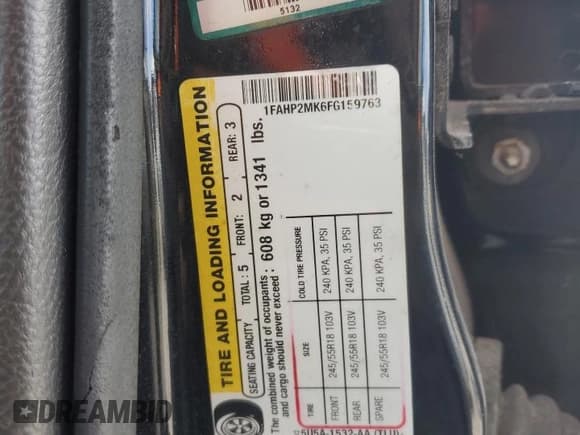 5132
1FAHP2MK6FG159763
TIRE AND LOADING INFORMATION
SEATING CAPACITY TOTAL: 5 FRONT: 2 REAR: 3
The combined weight of occupants and cargo should never exceed: 608 kg or 1341 lbs.
TIRE SIZE COLD TIRE PRESSURE
FRONT 245/55R18 103V 240 KPA, 35 PSI
REAR 245/55R18 103V 240 KPA, 35 PSI
SPARE 245/55R18 103V 240 KPA, 35 PSI
5U5A-1532-AA
DREAMBID